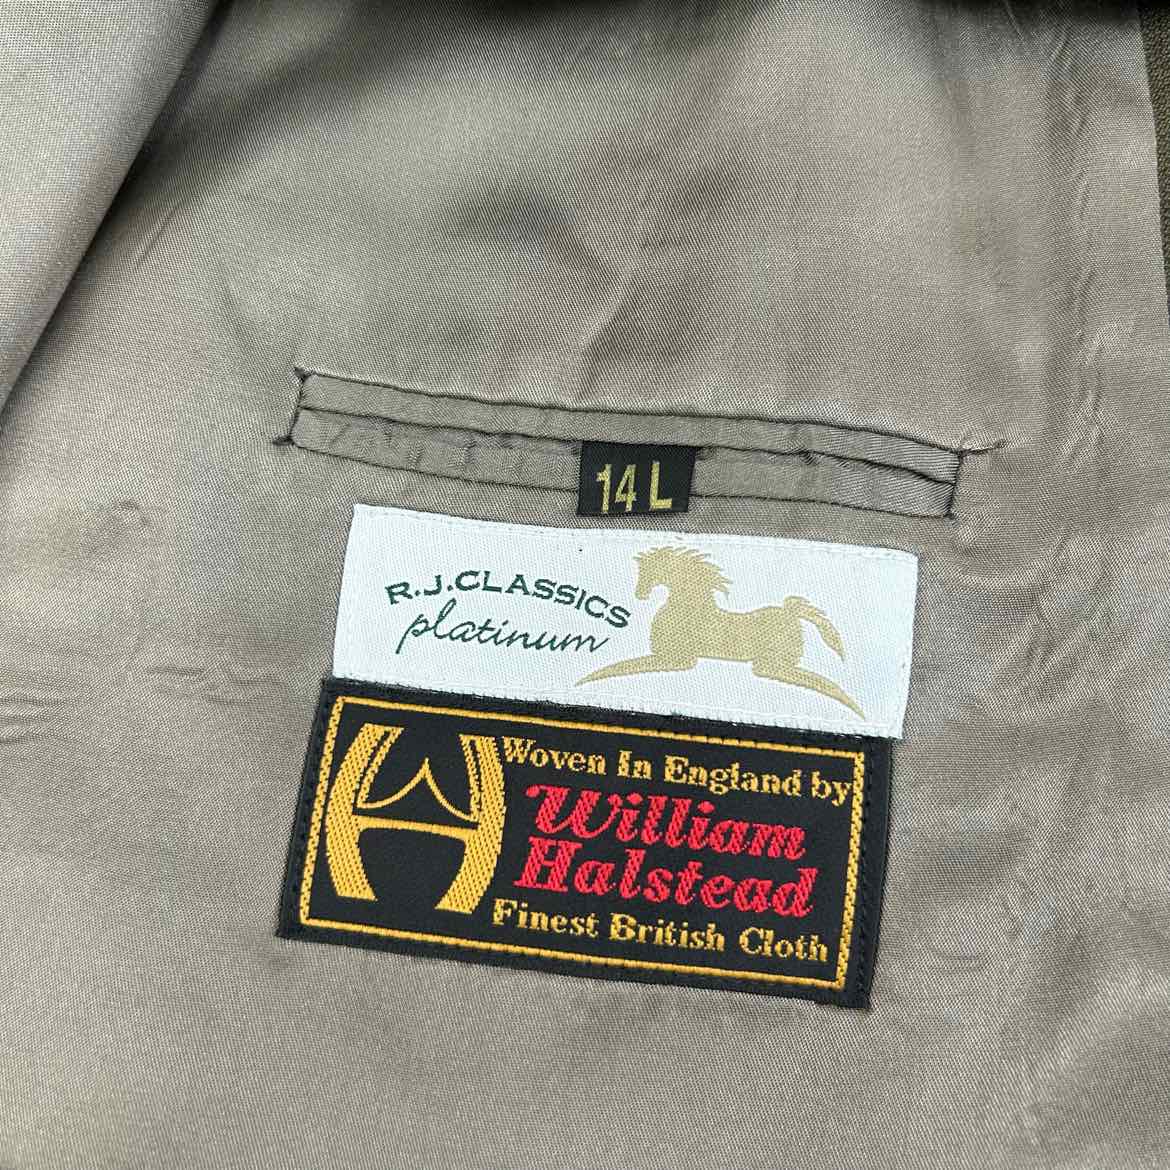 14 L
R.J.CLASSICS
platinum
Woven In England by
William
Halstead
Finest British Cloth